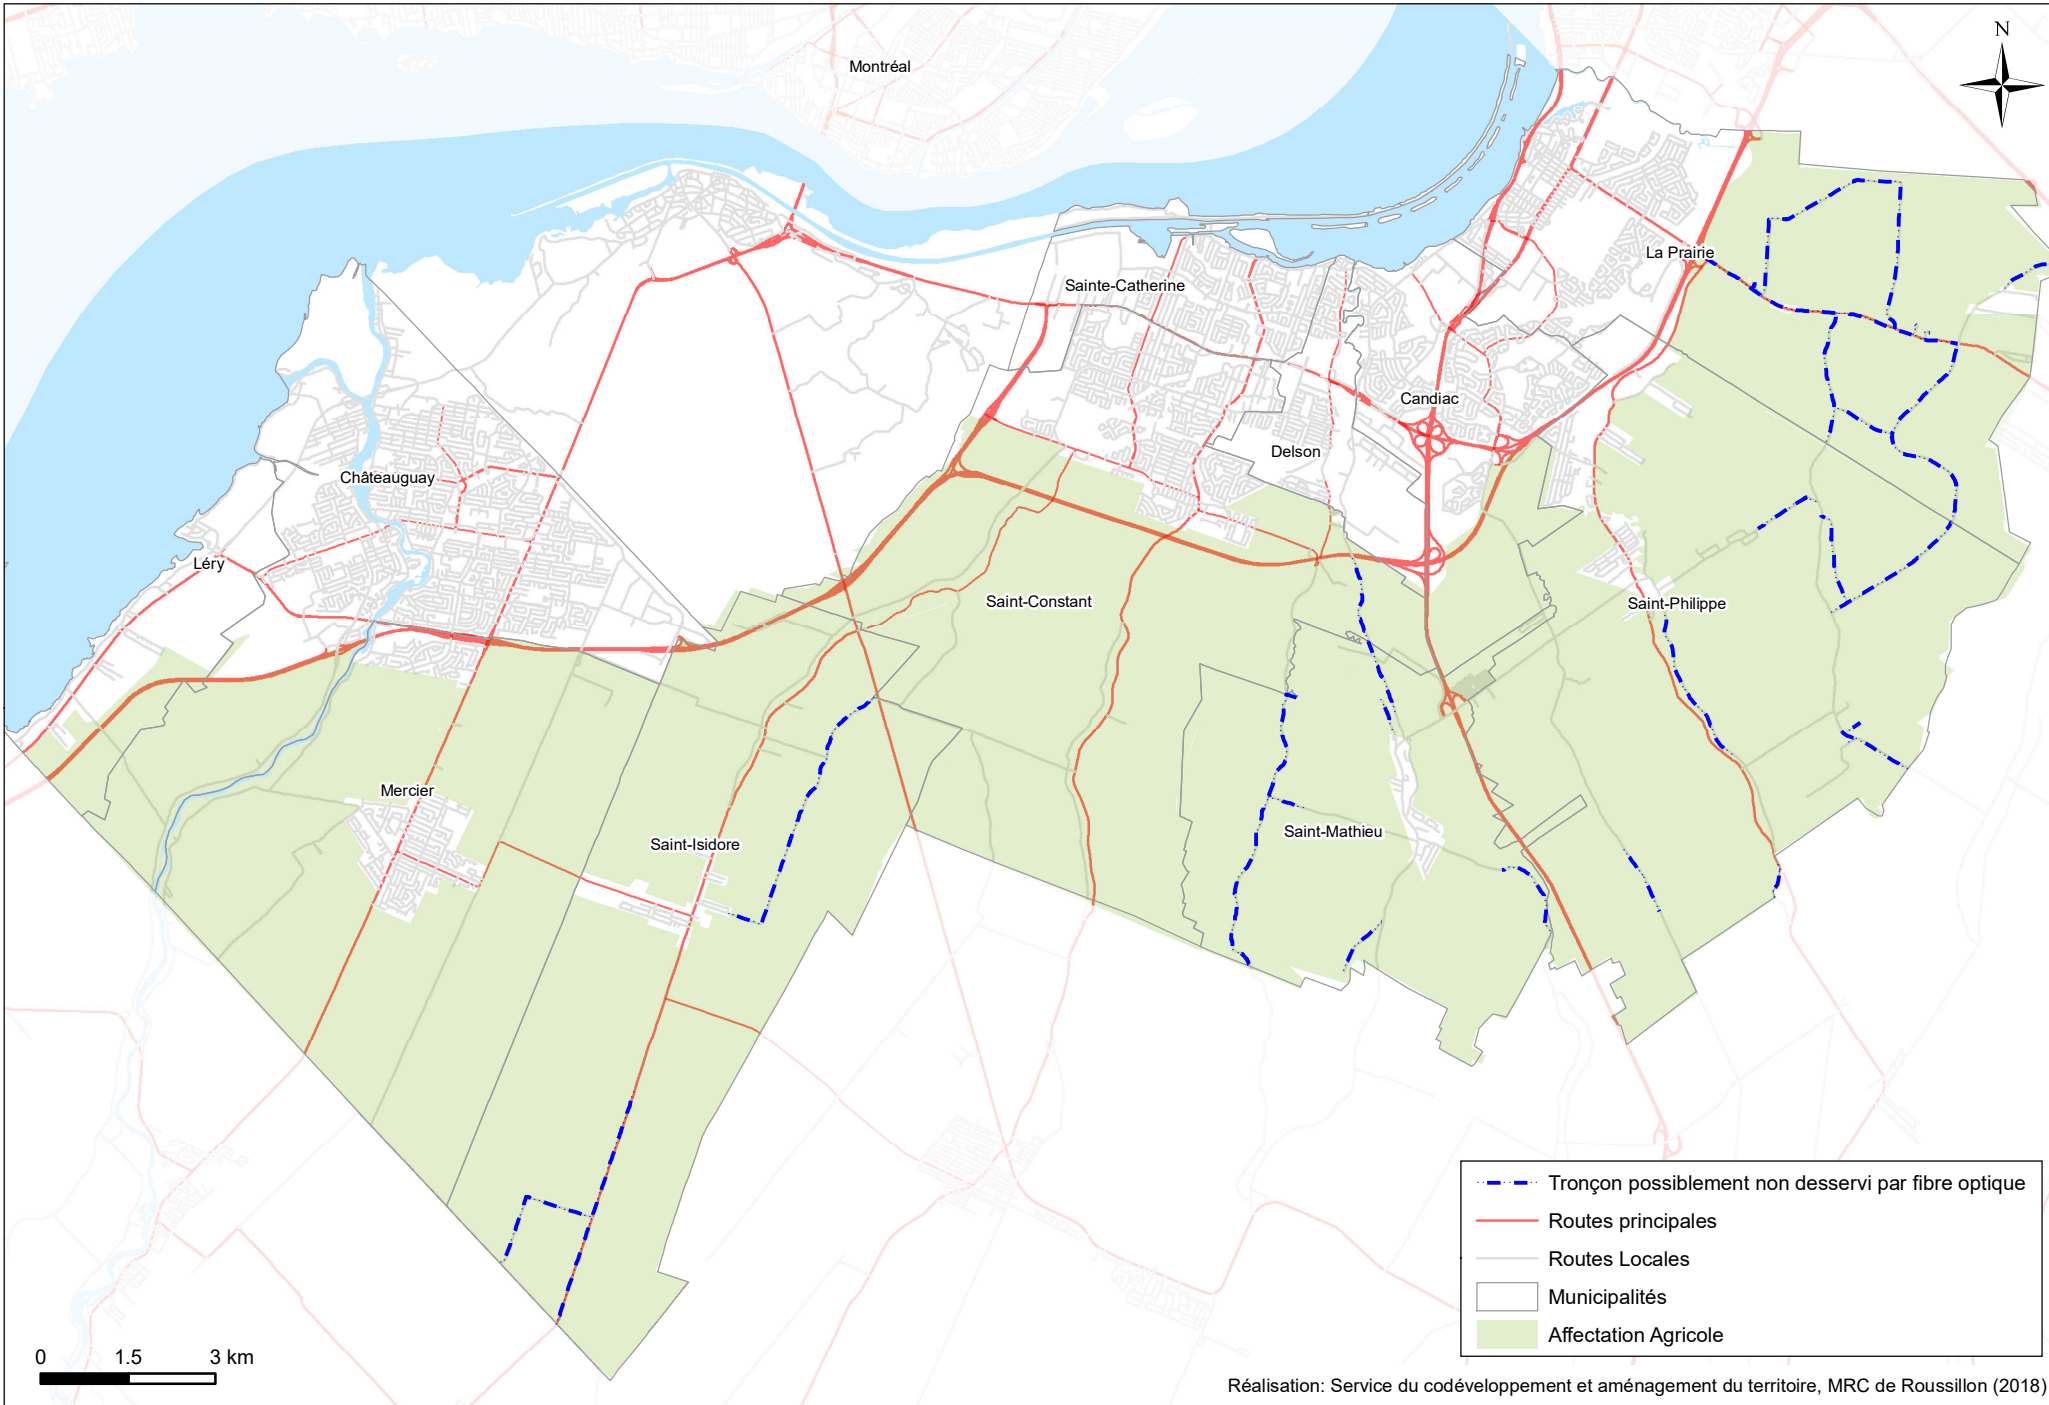 N
Montréal
La Prairie
Sainte-Catherine
Candiac
Delson
Châteauguay
Léry
Saint-Constant
Saint-Philippe
Mercier
Saint-Mathieu
Saint-Isidore
Tronçon possiblement non desservi par fibre optique
Routes principales
Routes Locales
Municipalités
Affectation Agricole
0 1.5 3 km
Réalisation: Service du codéveloppement et aménagement du territoire, MRC de Roussillon (2018)